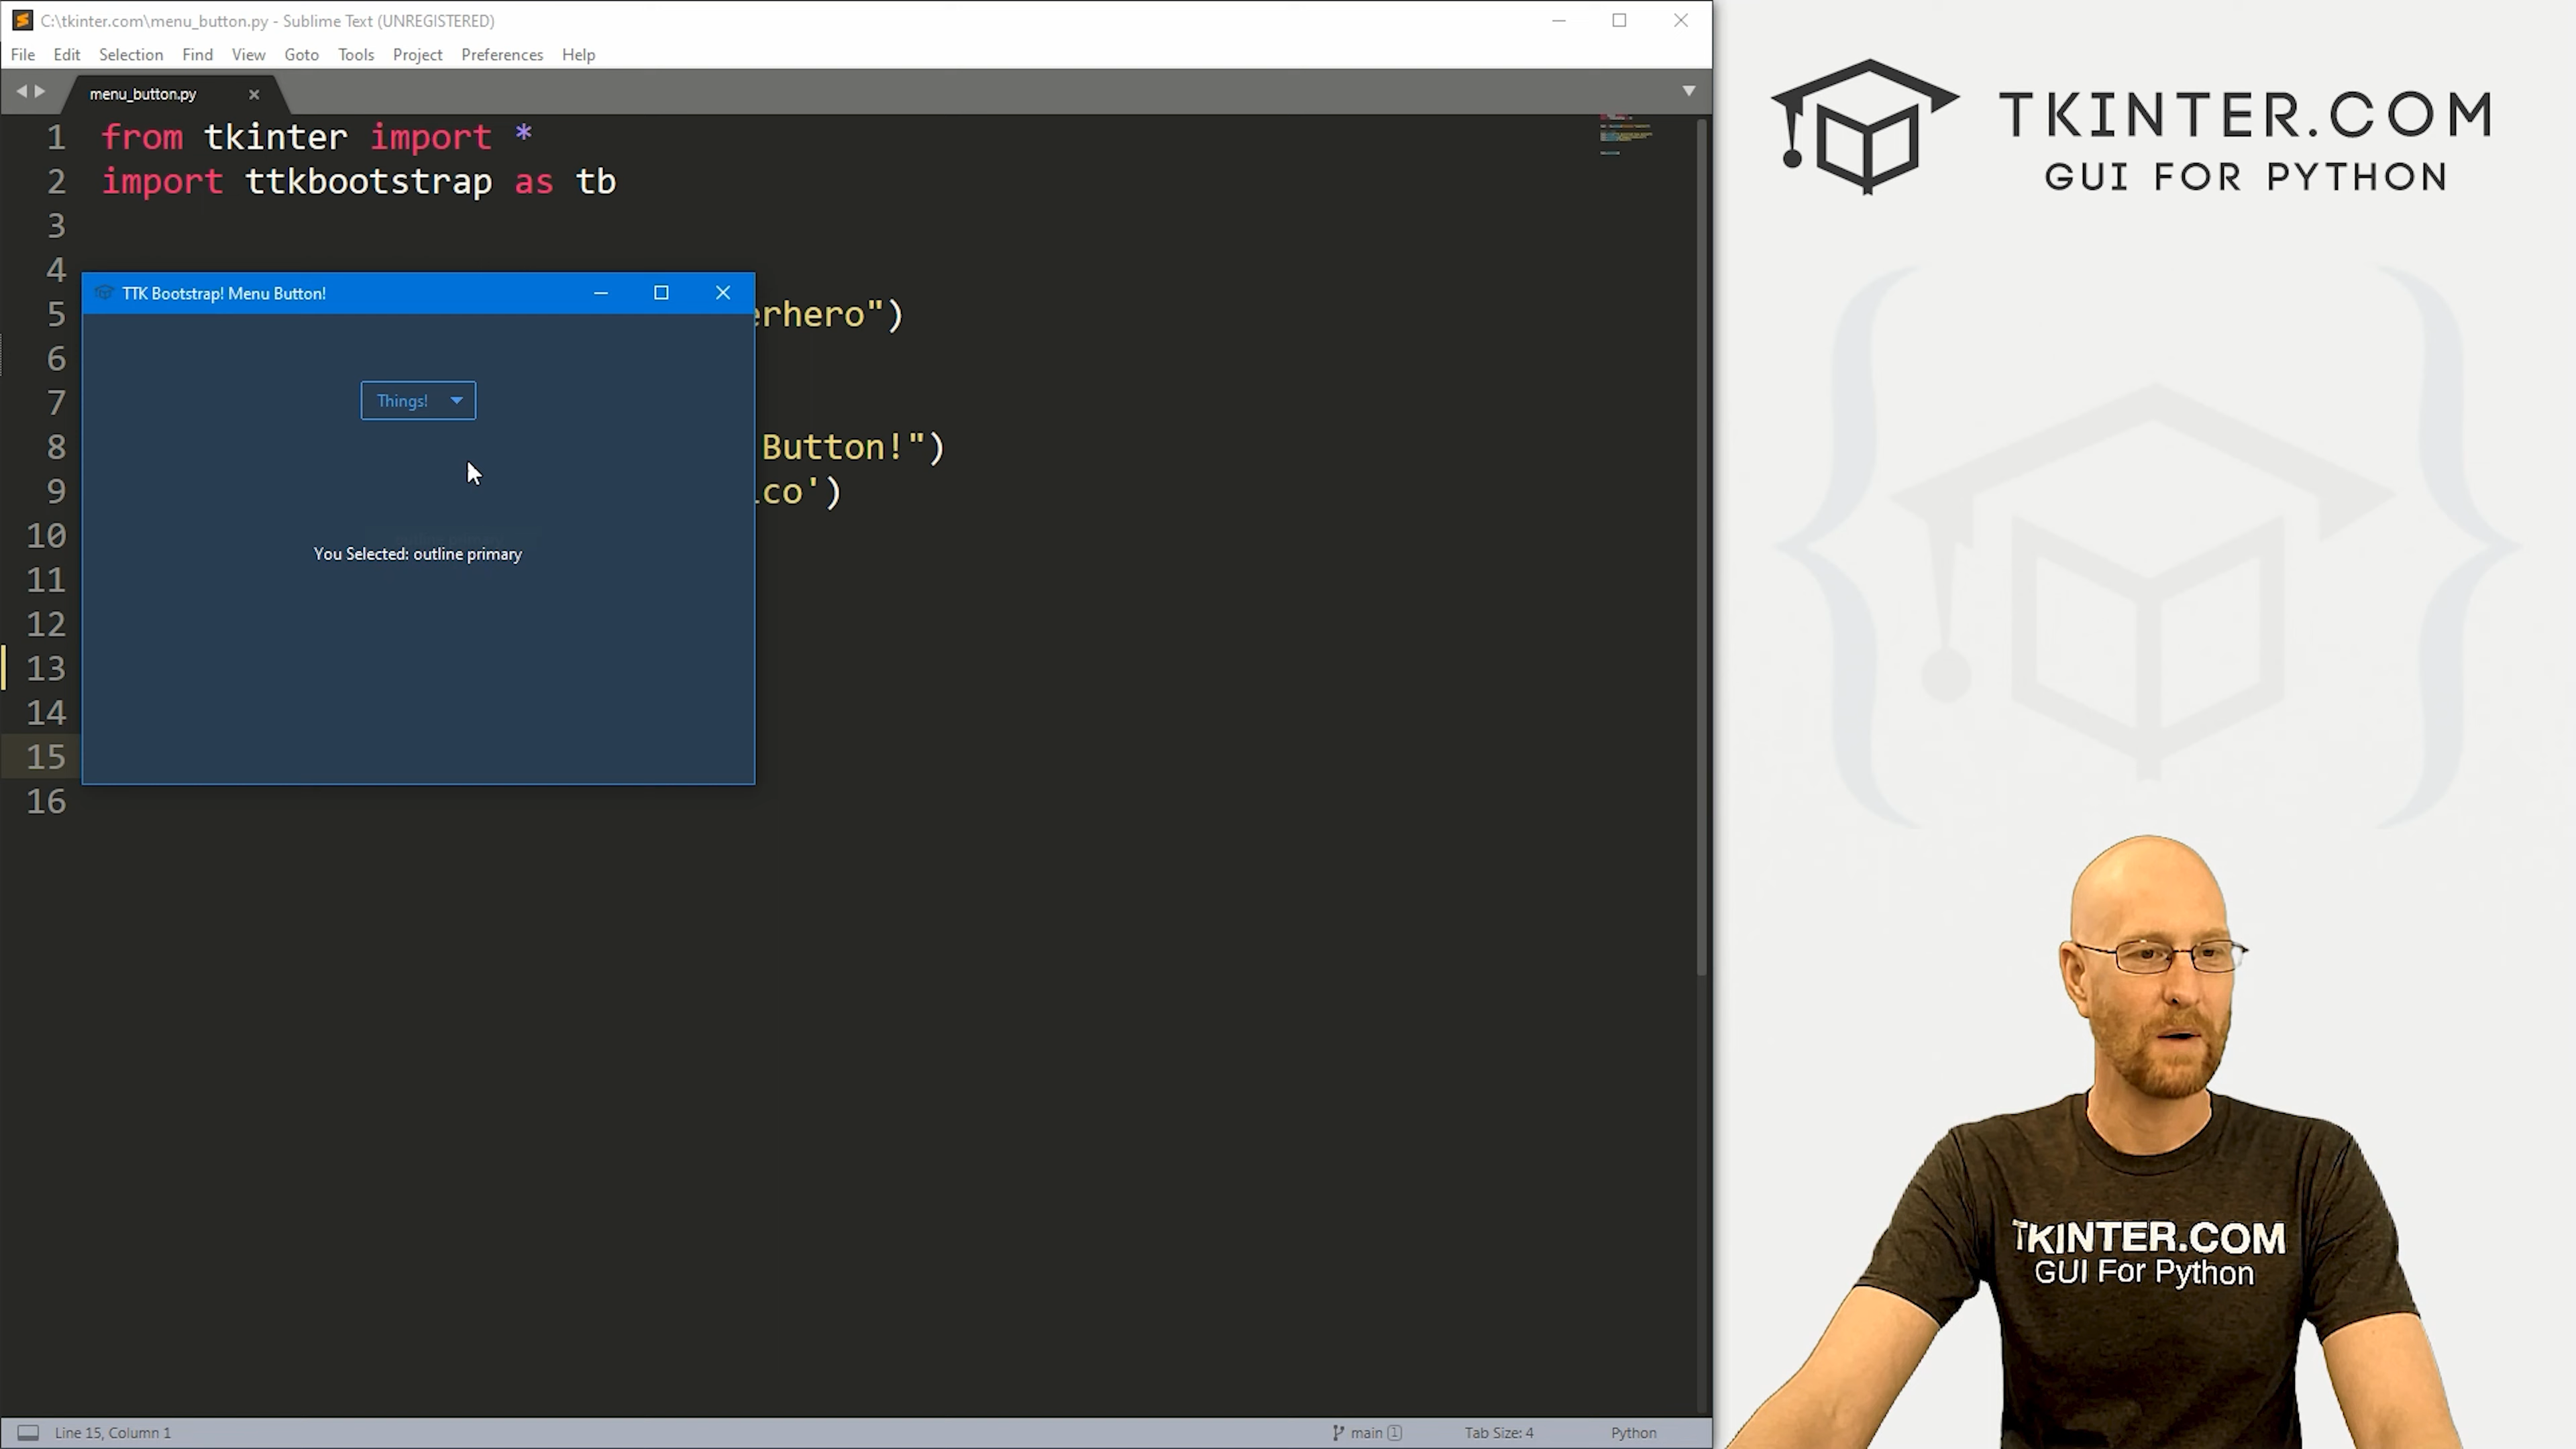 C:\tkinter.com\menu_button.py - Sublime Text (UNREGISTERED)
File Edit Selection Find View Goto Tools Project Preferences Help
menu_button.py
1 from tkinter import *
2 import ttkbootstrap as tb
3
4
TTK Bootstrap! Menu Button!
5 erhero")
6
7
Things!
8 Button!")
9 ico')
10
You Selected: outline primary
11
12
13
14
15
16
Line 15, Column 1
main 1
Tab Size: 4
Python
TKINTER.COM
GUI FOR PYTHON
TKINTER.COM
GUI For Python